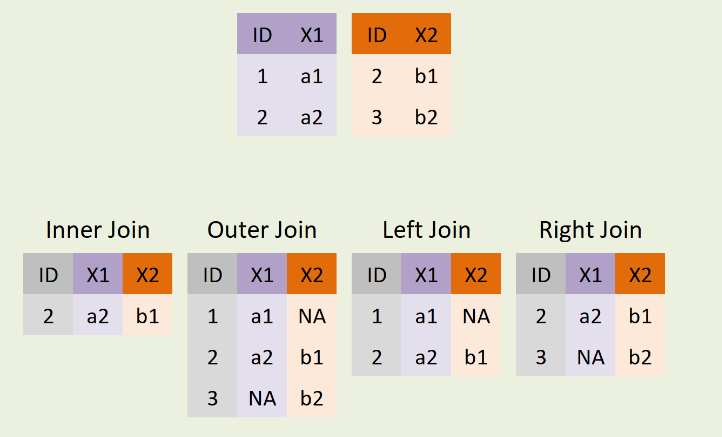 ID X1 ID X2
1 a1 2 b1
2 a2 3 b2
Inner Join Outer Join Left Join Right Join
ID X1 X2 ID X1 X2 ID X1 X2 ID X1 X2
2 a2 b1 1 a1 NA 1 a1 NA 2 a2 b1
2 a2 b1 2 a2 b1 3 NA b2
3 NA b2